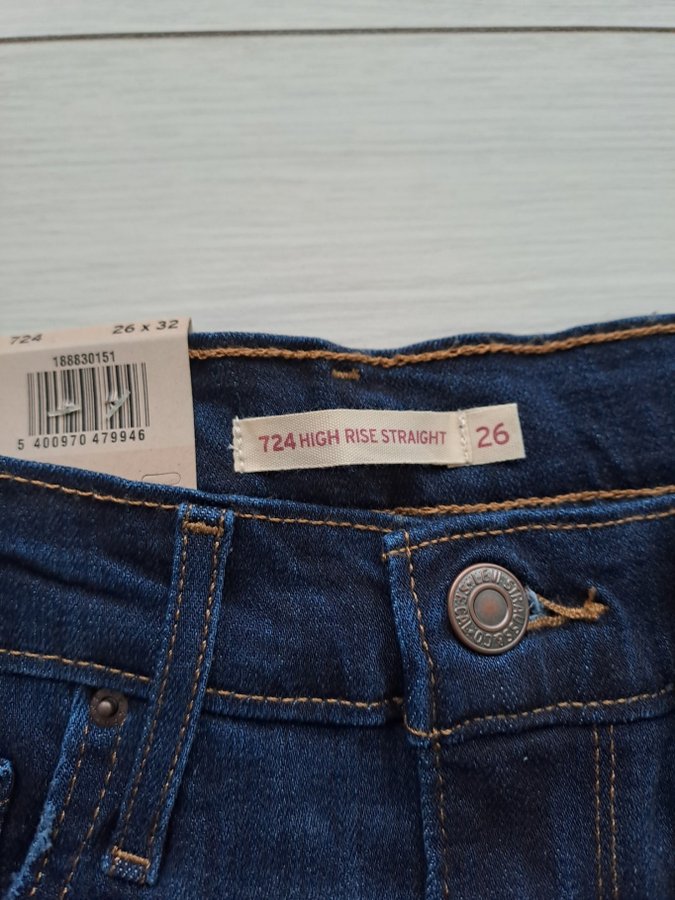 724 26 x 32
188830151
5 400970 479946
724 HIGH RISE STRAIGHT 26
LEVI STRAUSS & CO